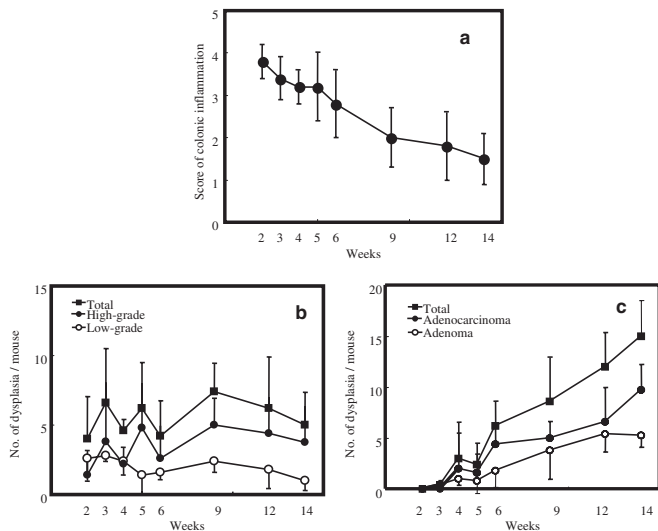 5
a
4
3
2
1
0
Score of colonic inflammation
2 3 4 5 6 9 12 14
Weeks
15
Total
High-grade
Low-grade
b
10
5
0
No. of dysplasia / mouse
2 3 4 5 6 9 12 14
Weeks
20
Total
Adenocarcinoma
Adenoma
c
15
10
5
0
No. of dysplasia / mouse
2 3 4 5 6 9 12 14
Weeks